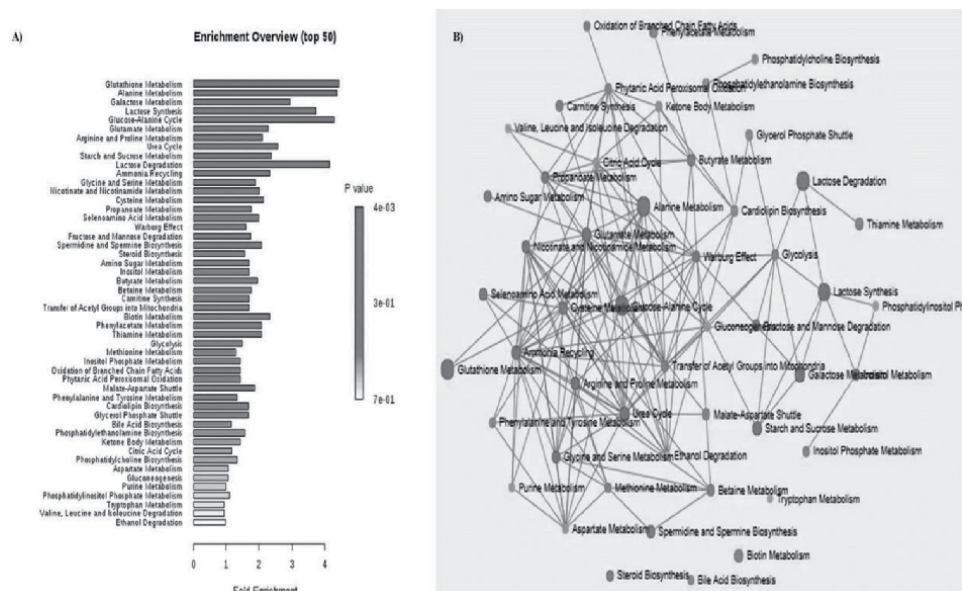 A)
Enrichment Overview (top 50)
Glutathione Metabolism
Alanine Metabolism
Galactose Metabolism
Lactose Synthesis
Glucose-Alanine Cycle
Glutamate Metabolism
Arginine and Proline Metabolism
Urea Cycle
Starch and Sucrose Metabolism
Lactose Degradation
Ammonia Recycling
Glycine and Serine Metabolism
Nicotinate and Nicotinamide Metabolism
Cysteine Metabolism
Propanoate Metabolism
Selenoamino Acid Metabolism
Warburg Effect
Fructose and Mannose Degradation
Spermidine and Spermine Biosynthesis
Steroid Biosynthesis
Amino Sugar Metabolism
Inositol Metabolism
Butyrate Metabolism
Betaine Metabolism
Carnitine Synthesis
Transfer of Acetyl Groups into Mitochondria
Biotin Metabolism
Phenylacetate Metabolism
Thiamine Metabolism
Glycolysis
Methionine Metabolism
Inositol Phosphate Metabolism
Oxidation of Branched Chain Fatty Acids
Phytanic Acid Peroxisomal Oxidation
Malate-Aspartate Shuttle
Phenylalanine and Tyrosine Metabolism
Cardiolipin Biosynthesis
Glycerol Phosphate Shuttle
Bile Acid Biosynthesis
Phosphatidylethanolamine Biosynthesis
Ketone Body Metabolism
Citric Acid Cycle
Phosphatidylcholine Biosynthesis
Aspartate Metabolism
Gluconeogenesis
Purine Metabolism
Phosphatidylinositol Phosphate Metabolism
Tryptophan Metabolism
Valine, Leucine and Isoleucine Degradation
Ethanol Degradation
0 1 2 3 4
Fold Enrichment
P value
4e-03
3e-01
7e-01
B)
Oxidation of Branched Chain Fatty Acids
Phenylacetate Metabolism
Phosphatidylcholine Biosynthesis
Phytanic Acid Peroxisomal Oxidation
Phosphatidylethanolamine Biosynthesis
Carnitine Synthesis
Ketone Body Metabolism
Valine, Leucine and Isoleucine Degradation
Glycerol Phosphate Shuttle
Citric Acid Cycle
Butyrate Metabolism
Propanoate Metabolism
Lactose Degradation
Amino Sugar Metabolism
Alanine Metabolism
Cardiolipin Biosynthesis
Thiamine Metabolism
Glutamate Metabolism
Nicotinate and Nicotinamide Metabolism
Warburg Effect
Glycolysis
Selenoamino Acid Metabolism
Lactose Synthesis
Cysteine Metabolism
Glucose-Alanine Cycle
Phosphatidylinositol Ph
Fructose and Mannose Degradation
Ammonia Recycling
Glutathione Metabolism
Transfer of Acetyl Groups into Mitochondria
Galactose Metabolism
Arginine and Proline Metabolism
Urea Cycle
Malate-Aspartate Shuttle
Phenylalanine and Tyrosine Metabolism
Starch and Sucrose Metabolism
Glycine and Serine Metabolism
Ethanol Degradation
Inositol Phosphate Metabolism
Purine Metabolism
Methionine Metabolism
Betaine Metabolism
Tryptophan Metabolism
Aspartate Metabolism
Spermidine and Spermine Biosynthesis
Biotin Metabolism
Steroid Biosynthesis
Bile Acid Biosynthesis